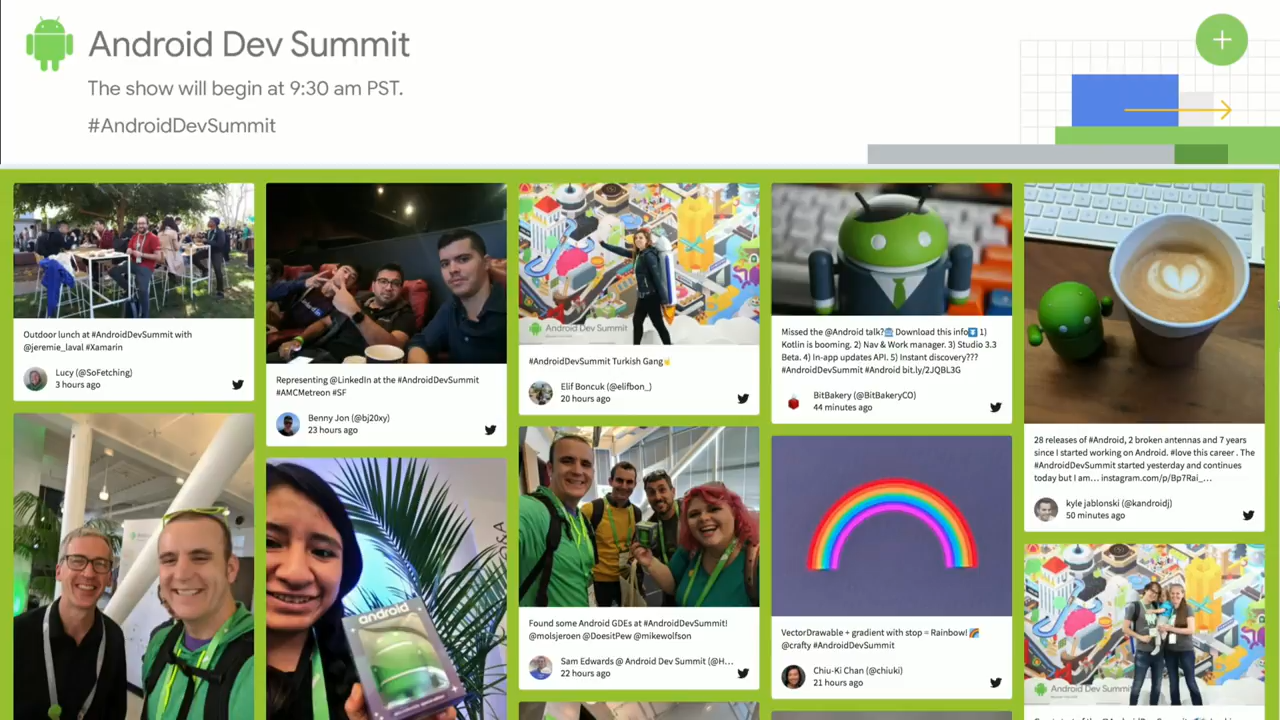 Android Dev Summit
The show will begin at 9:30 am PST.
#AndroidDevSummit
Outdoor lunch at #AndroidDevSummit with
@jeremie_laval #Xamarin
Lucy (@SoFetching)
3 hours ago
Representing @LinkedIn at the #AndroidDevSummit
#AMCMetreon #SF
Benny Jon (@bj20xy)
23 hours ago
android
Android Dev Summit
#AndroidDevSummit Turkish Gang
Elif Boncuk (@elifbon_)
20 hours ago
Found some Android GDEs at #AndroidDevSummit!
@molsjeroen @DoesitPew @mikewolfson
Sam Edwards @ Android Dev Summit (@H...
22 hours ago
Missed the @Android talk? Download this info 1)
Kotlin is booming. 2) Nav & Work manager. 3) Studio 3.3
Beta. 4) In-app updates API. 5) Instant discovery???
#AndroidDevSummit #Android bit.ly/2JQBL3G
BitBakery (@BitBakeryCO)
44 minutes ago
VectorDrawable + gradient with stop = Rainbow!
@crafty #AndroidDevSummit
Chiu-Ki Chan (@chiuki)
21 hours ago
28 releases of #Android, 2 broken antennas and 7 years
since I started working on Android. #love this career . The
#AndroidDevSummit started yesterday and continues
today but I am... instagram.com/p/Bp7Rai_...
kyle jablonski (@kandroidj)
50 minutes ago
Android Dev Summit